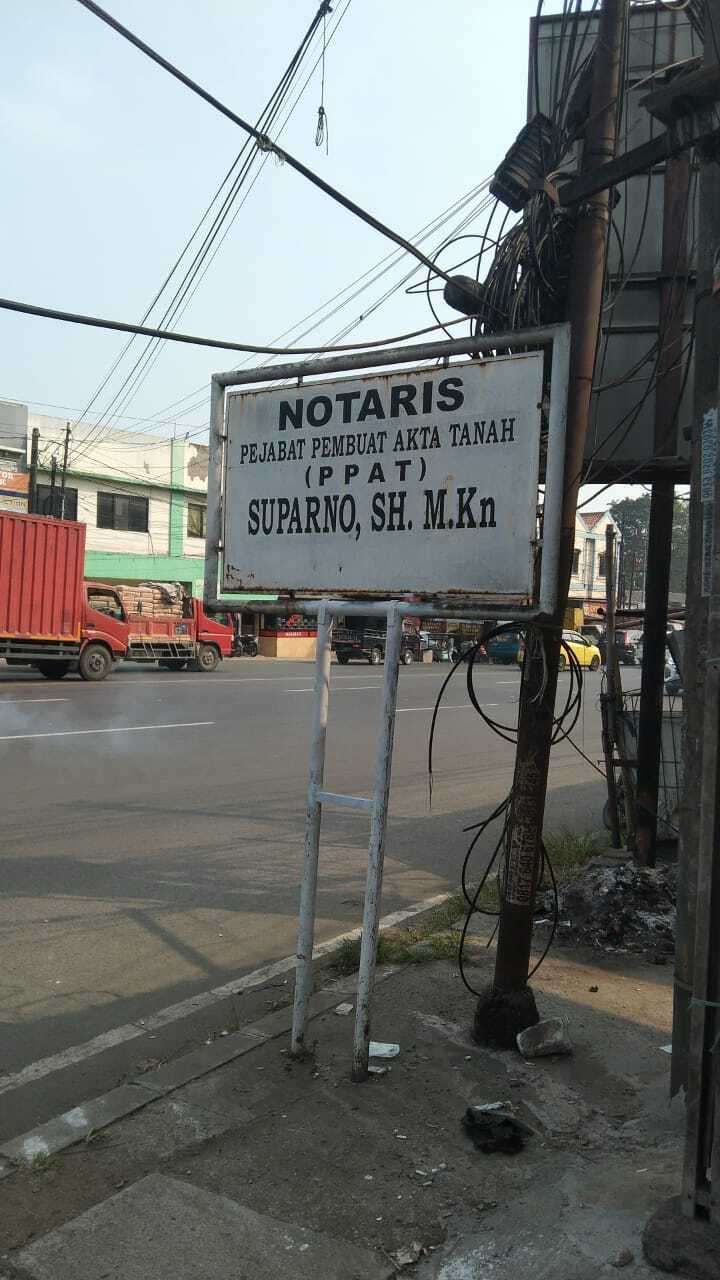 NOTARIS
PEJABAT PEMBUAT AKTA TANAH
(PPAT)
SUPARNO, SH. M.Kn